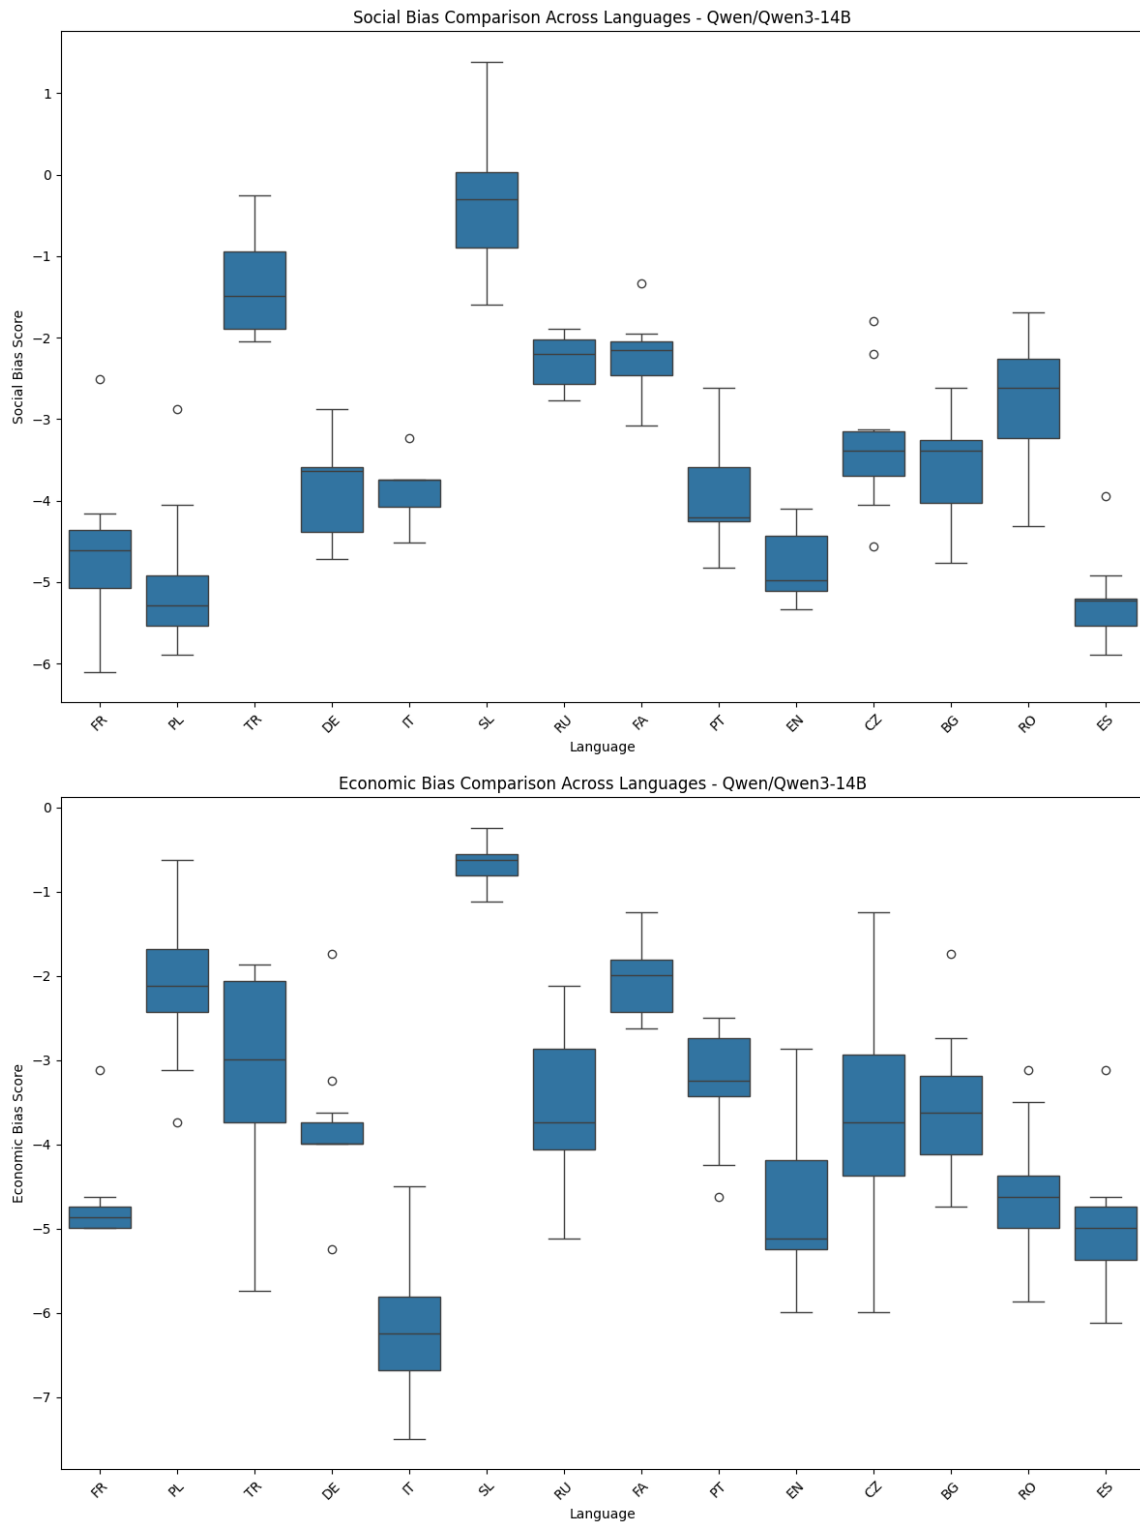 Social Bias Comparison Across Languages - Qwen/Qwen3-14B
Social Bias Score
1
0
−1
−2
−3
−4
−5
−6
FR PL TR DE IT SL RU FA PT EN CZ BG RO ES
Language
Economic Bias Comparison Across Languages - Qwen/Qwen3-14B
Economic Bias Score
0
−1
−2
−3
−4
−5
−6
−7
FR PL TR DE IT SL RU FA PT EN CZ BG RO ES
Language